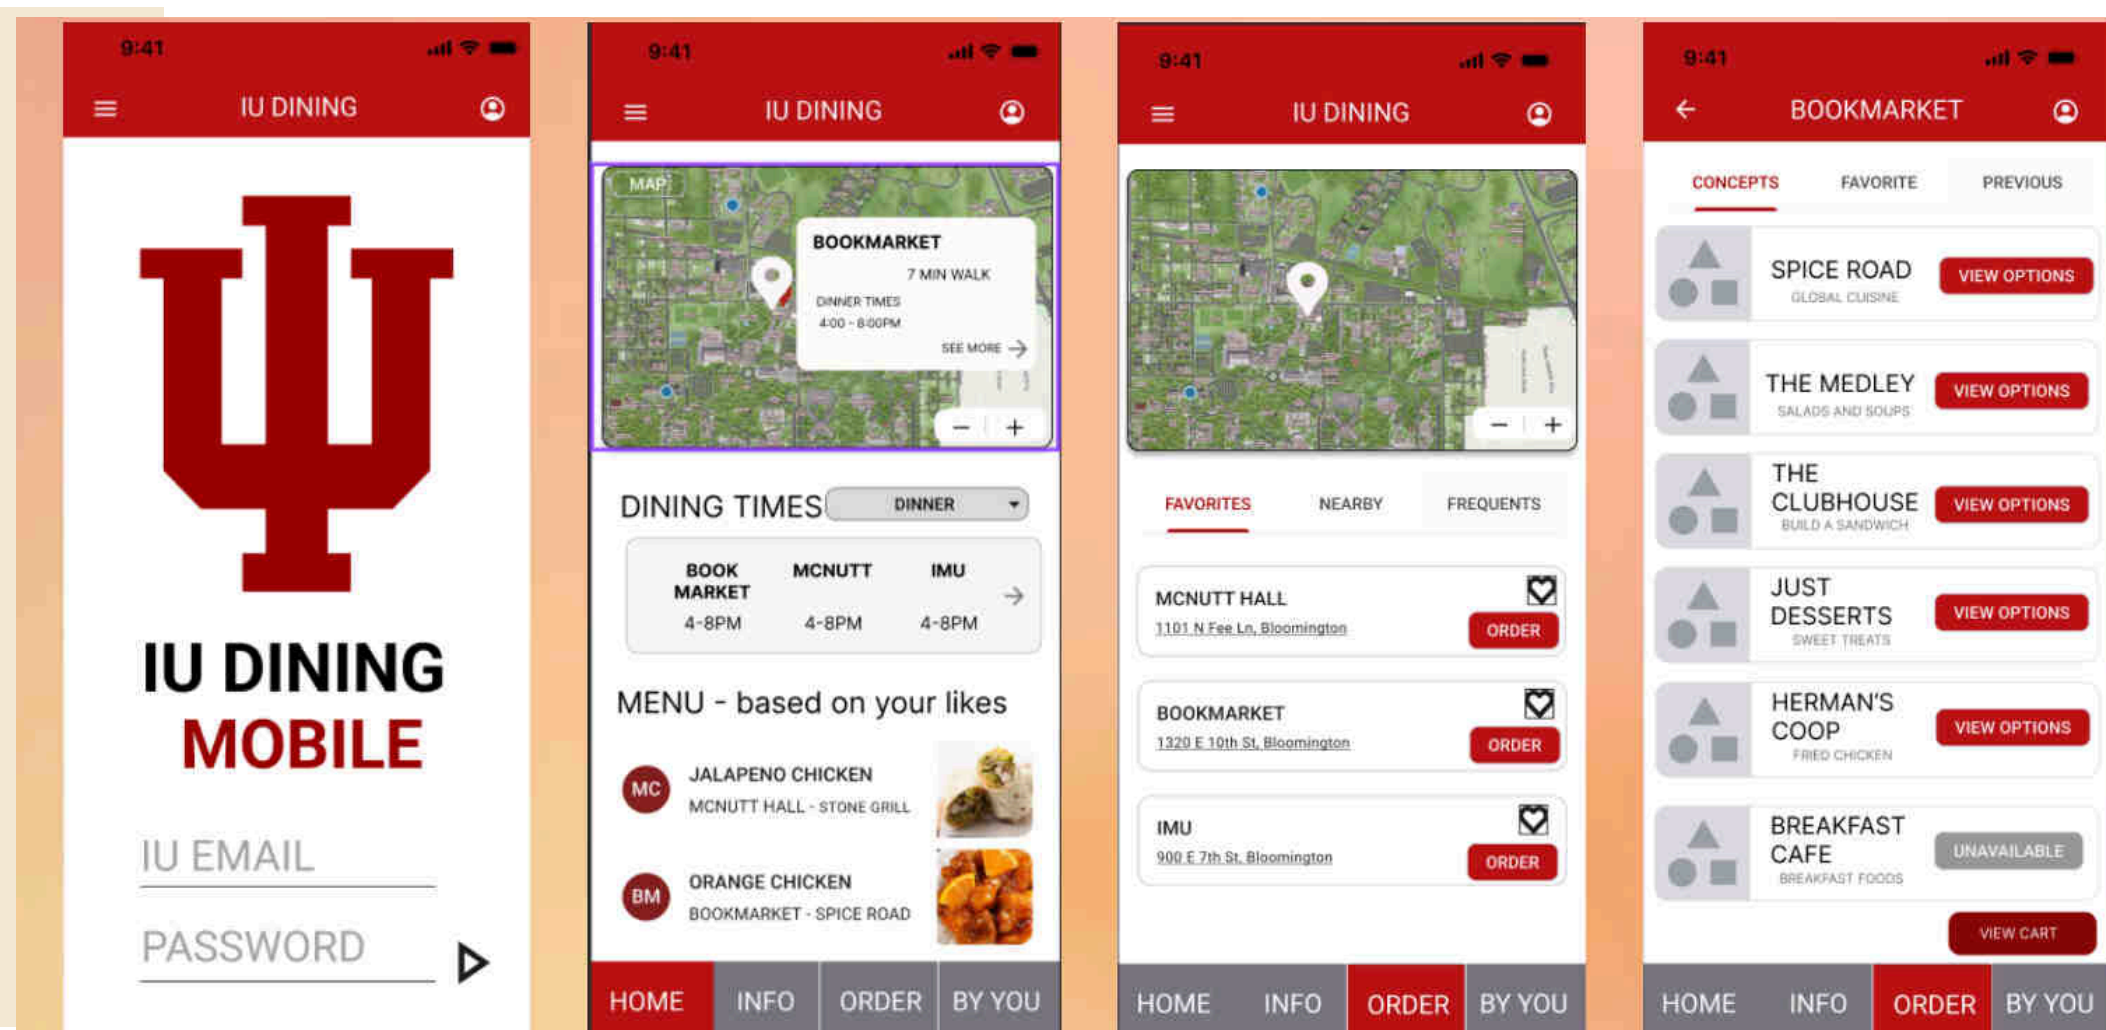 9:41
IU DINING
IU DINING
MOBILE
IU EMAIL
PASSWORD
9:41
IU DINING
MAP
BOOKMARKET
7 MIN WALK
DINNER TIMES
4:00 - 8:00PM
SEE MORE
DINING TIMES
DINNER
BOOK
MARKET
4-8PM
MCNUTT
4-8PM
IMU
4-8PM
MENU - based on your likes
MC
JALAPENO CHICKEN
MCNUTT HALL - STONE GRILL
BM
ORANGE CHICKEN
BOOKMARKET - SPICE ROAD
HOME INFO ORDER BY YOU
9:41
IU DINING
FAVORITES NEARBY FREQUENTS
MCNUTT HALL
1101 N Fee Ln, Bloomington
ORDER
BOOKMARKET
1320 E 10th St, Bloomington
ORDER
IMU
900 E 7th St. Bloomington
ORDER
HOME INFO ORDER BY YOU
9:41
BOOKMARKET
CONCEPTS FAVORITE PREVIOUS
SPICE ROAD
GLOBAL CUISINE
VIEW OPTIONS
THE MEDLEY
SALADS AND SOUPS
VIEW OPTIONS
THE
CLUBHOUSE
BUILD A SANDWICH
VIEW OPTIONS
JUST
DESSERTS
SWEET TREATS
VIEW OPTIONS
HERMAN'S
COOP
FRIED CHICKEN
VIEW OPTIONS
BREAKFAST
CAFE
BREAKFAST FOODS
UNAVAILABLE
VIEW CART
HOME INFO ORDER BY YOU